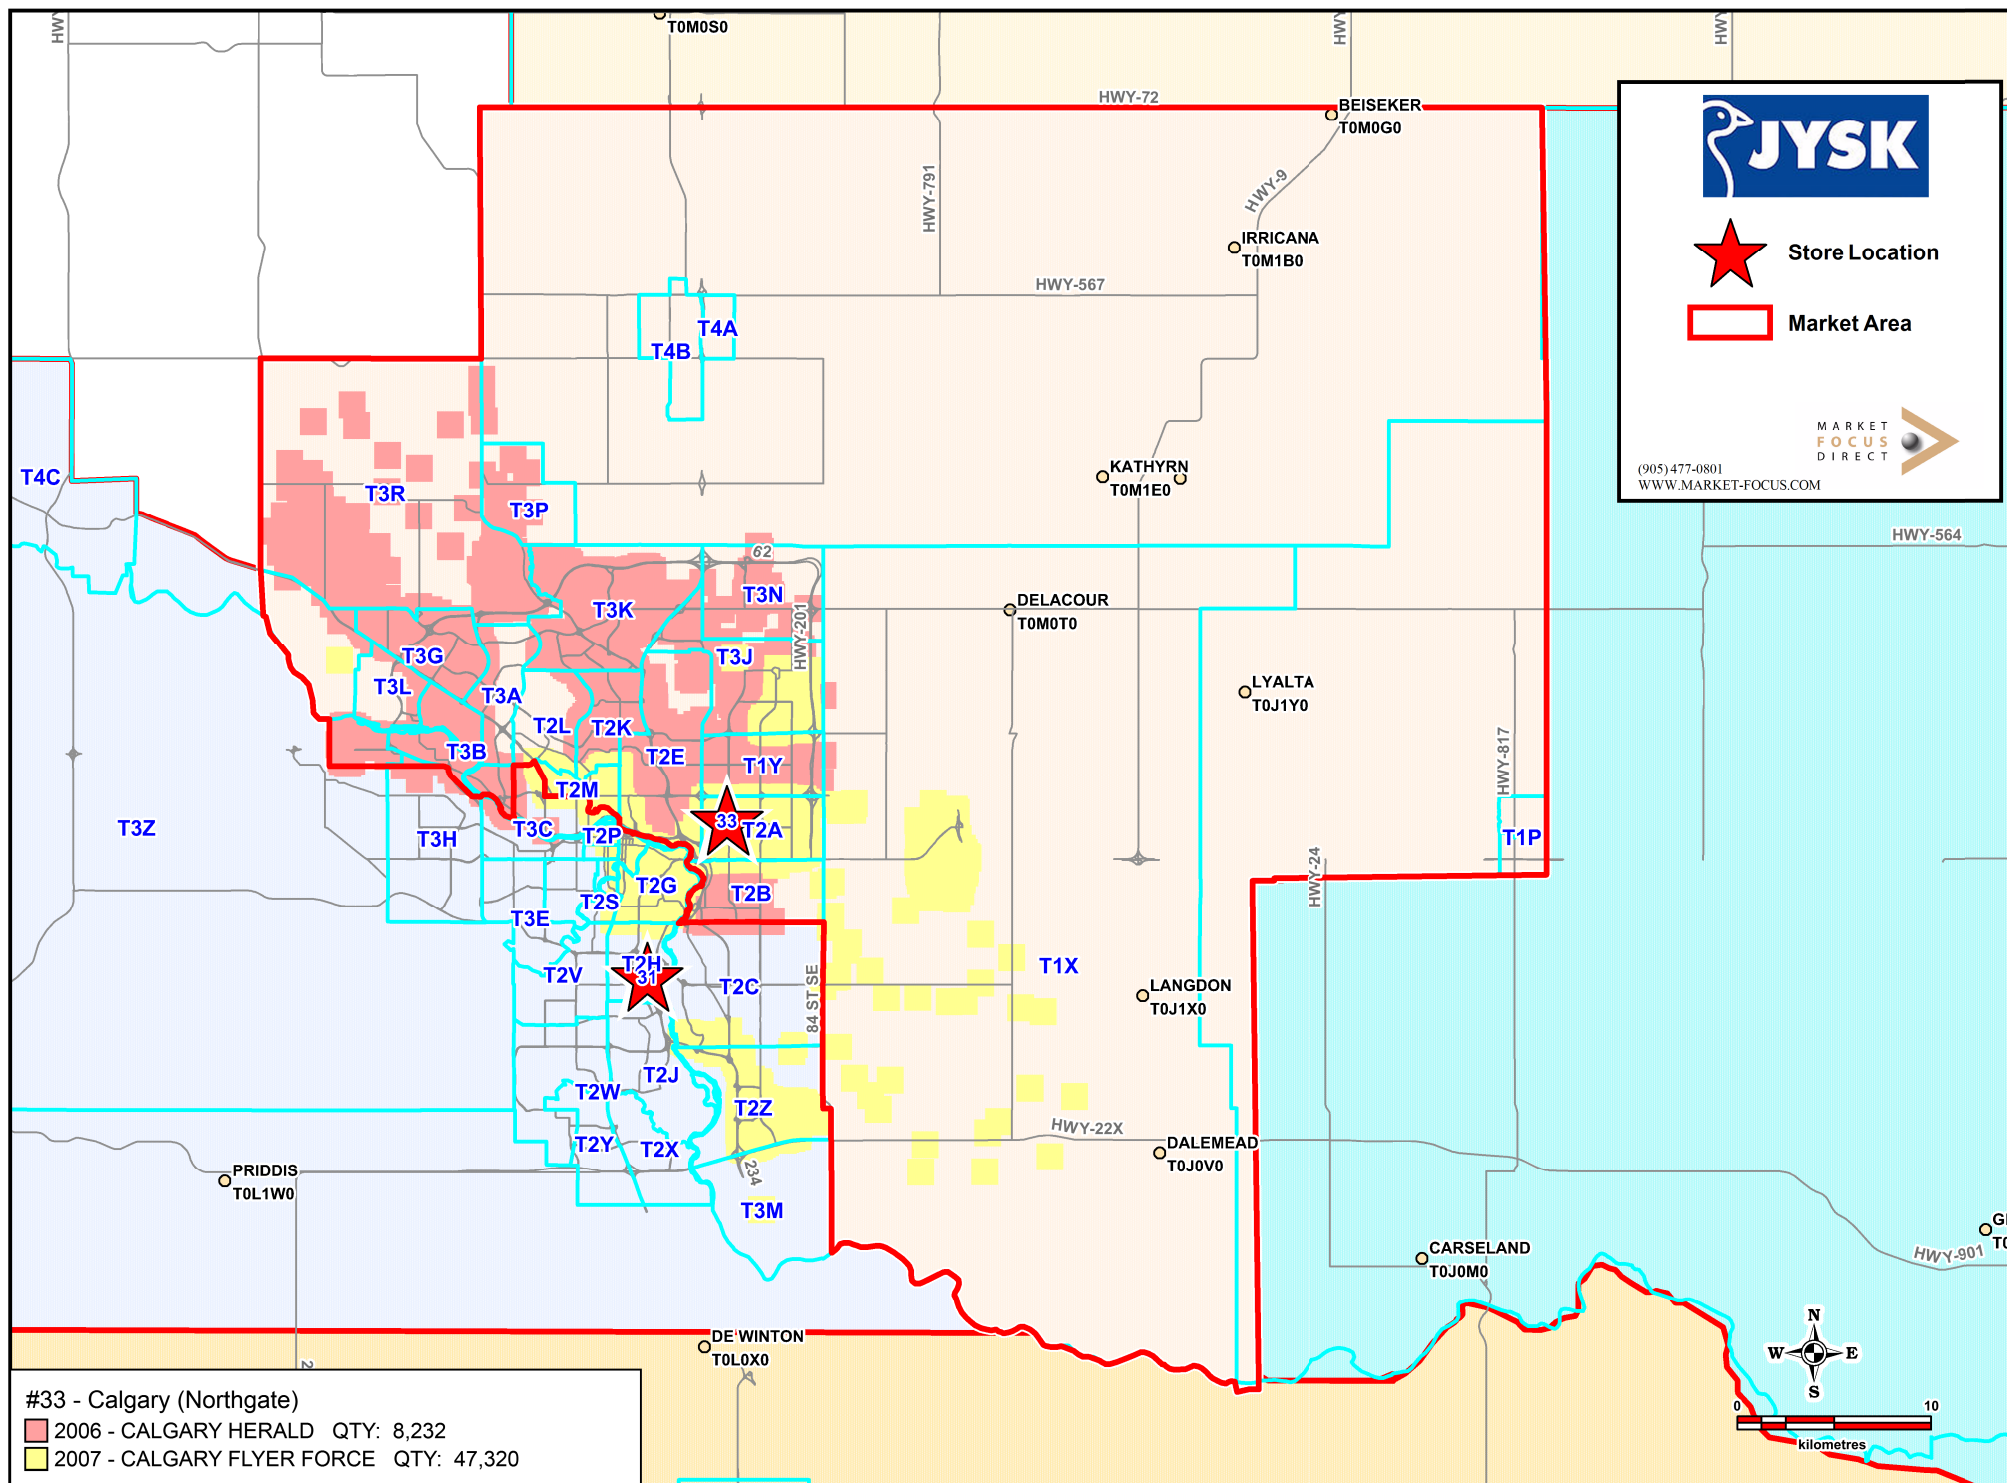 HWY
T0M0S0
HWY
HWY
HWY-72
BEISEKER
T0M0G0
JYSK
HWY-791
HWY-9
Store Location
IRRICANA
T0M1B0
HWY-567
T4A
Market Area
T4B
MARKET
FOCUS
DIRECT
(905) 477-0801
WWW.MARKET-FOCUS.COM
T4C
T3R
KATHYRN
T0M1E0
T3P
HWY-564
62
T3N
T3K
DELACOUR
T0M0T0
HWY-201
T3G
T3J
T3L
T3A
LYALTA
T0J1Y0
T2L
T2K
T3B
T2E
T1Y
HWY-817
T2M
33
T3Z
T3C
T2P
T2A
T3H
T1P
HWY-24
T2G
T2B
T2S
T3E
T2H
31
T2V
T2C
84 ST SE
T1X
LANGDON
T0J1X0
T2J
T2W
T2Z
HWY-22X
T2Y
T2X
DALEMEAD
T0J0V0
234
PRIDDIS
T0L1W0
T3M
CARSELAND
T0J0M0
HWY-901
DE WINTON
T0L0X0
N
W E
S
0 10
kilometres
#33 - Calgary (Northgate)
2006 - CALGARY HERALD QTY: 8,232
2007 - CALGARY FLYER FORCE QTY: 47,320